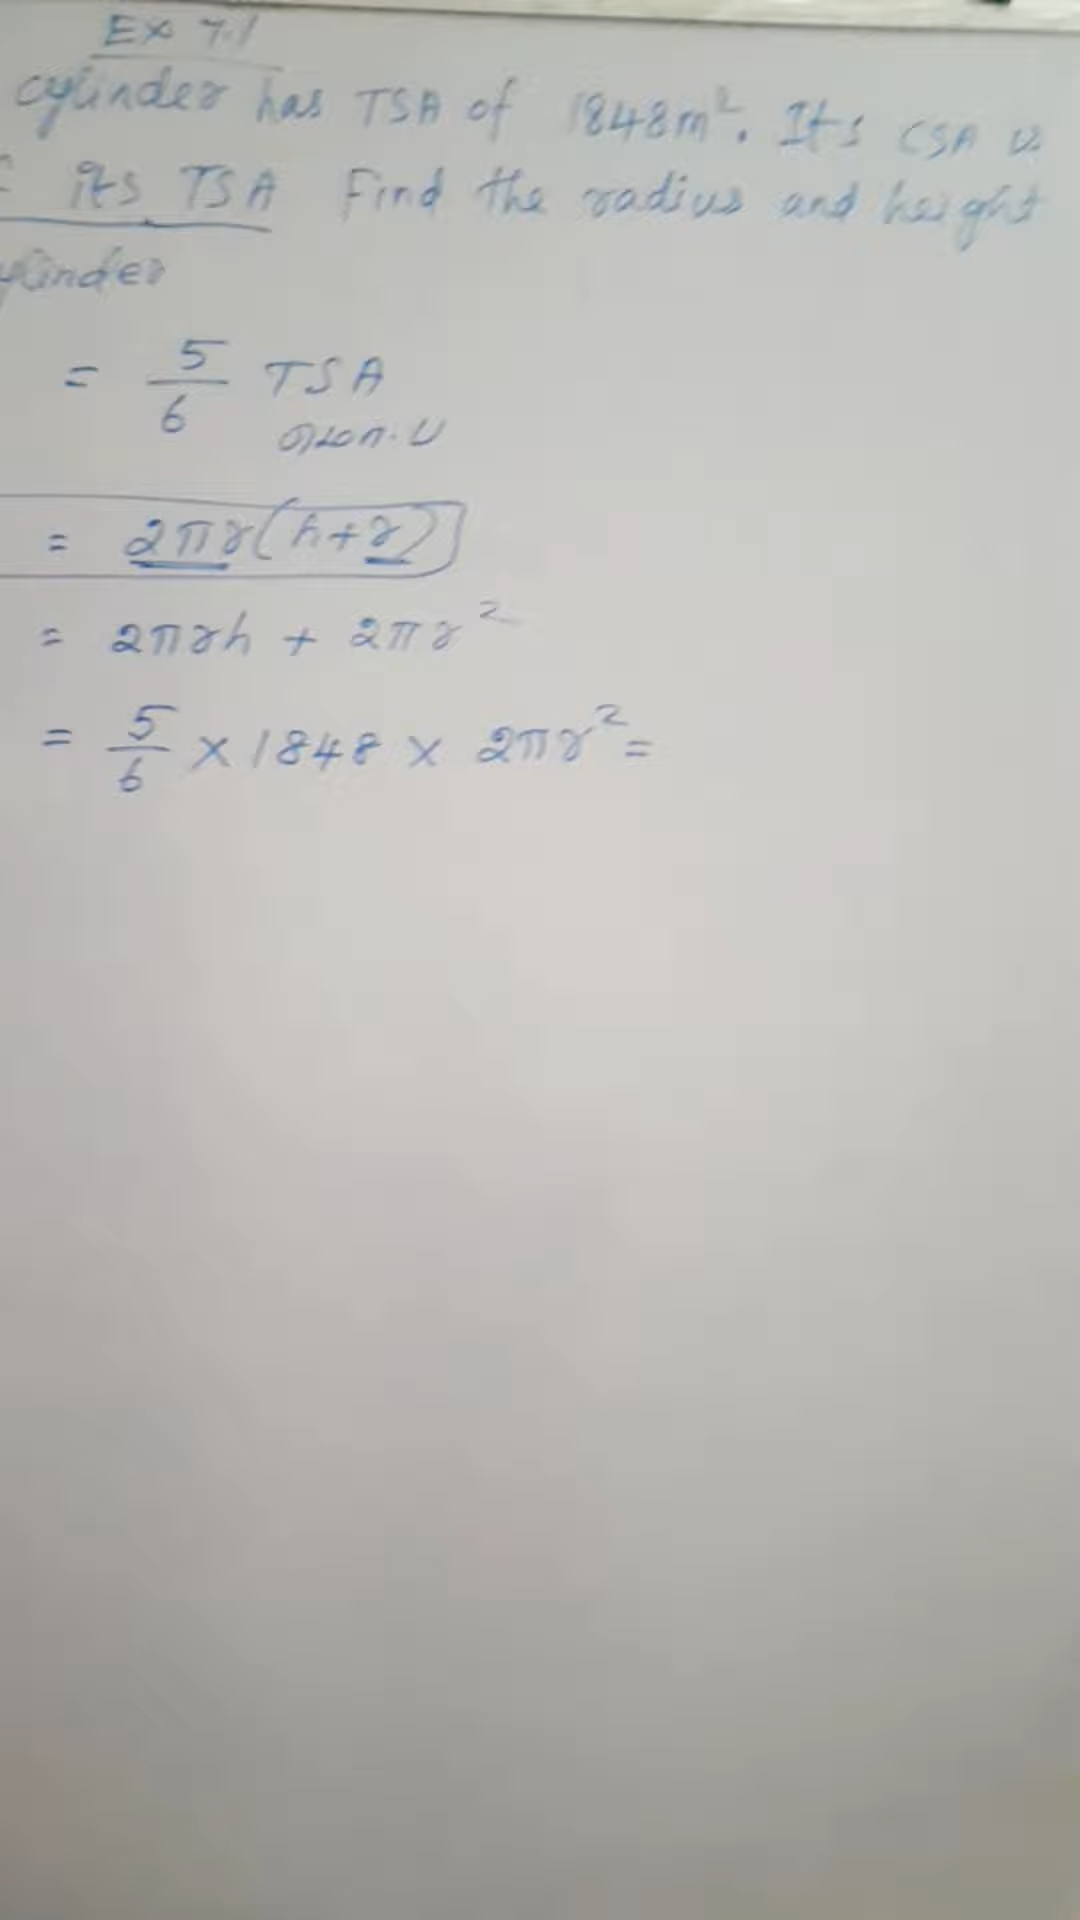 Ex 7.1
cylinder has TSA of 1848m². Its CSA is
its TSA Find the radius and height
ylinder
= 5/6 TSA
மொ.ப
= 2πr(h+r)
= 2πrh + 2πr²
= 5/6 × 1848 × 2πr² =